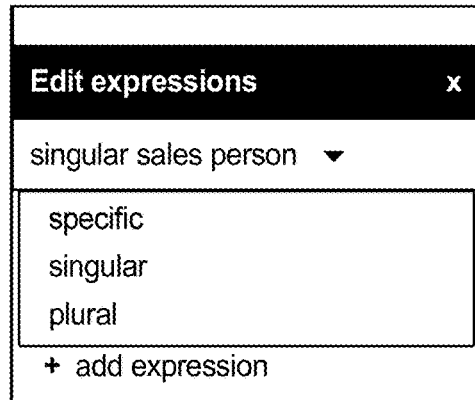 Edit expressions x
singular sales person
specific
singular
plural
+ add expression